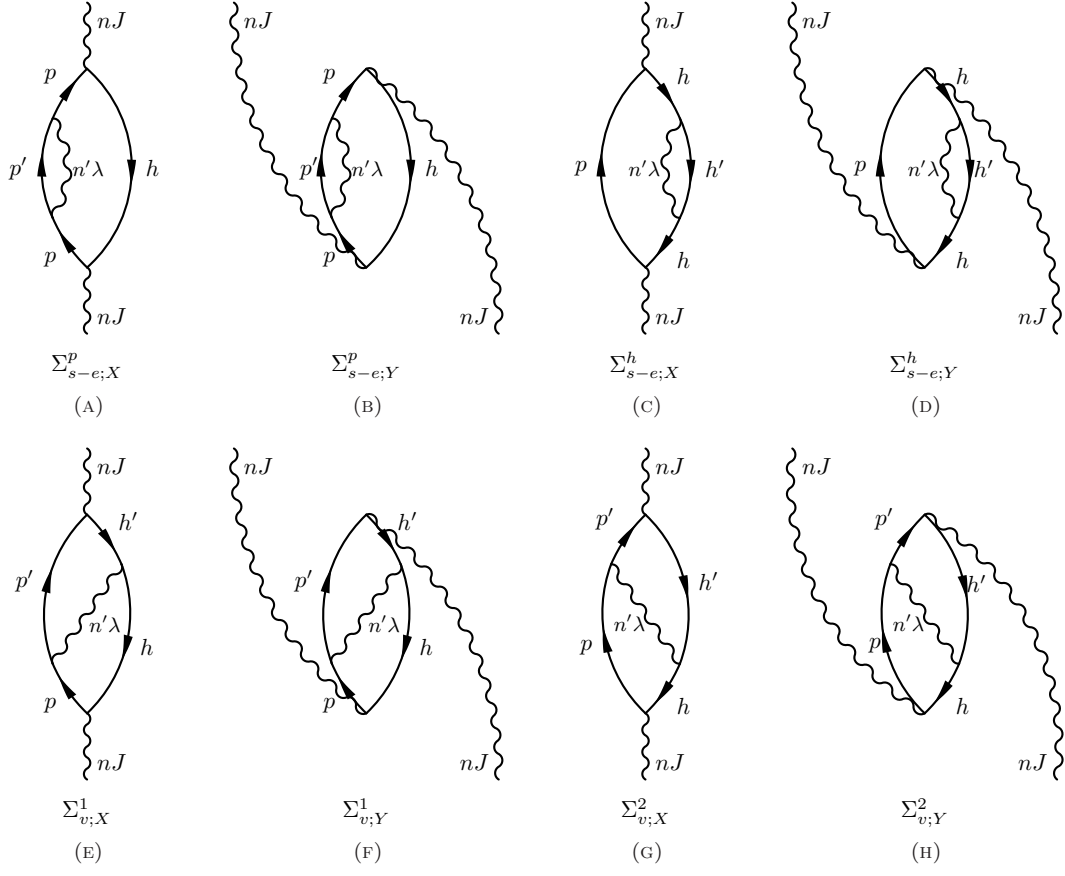 nJ nJ nJ nJ
p p h h
p' n'λ h p' n'λ h p n'λ h' p n'λ h'
p p h h
nJ nJ nJ nJ
Σ^p_{s−e;X} Σ^p_{s−e;Y} Σ^h_{s−e;X} Σ^h_{s−e;Y}
(A) (B) (C) (D)
nJ nJ nJ nJ
h' h' p' p'
p' p' h' h'
n'λ h n'λ h p n'λ p n'λ
p p h h
nJ nJ nJ nJ
Σ^1_{v;X} Σ^1_{v;Y} Σ^2_{v;X} Σ^2_{v;Y}
(E) (F) (G) (H)